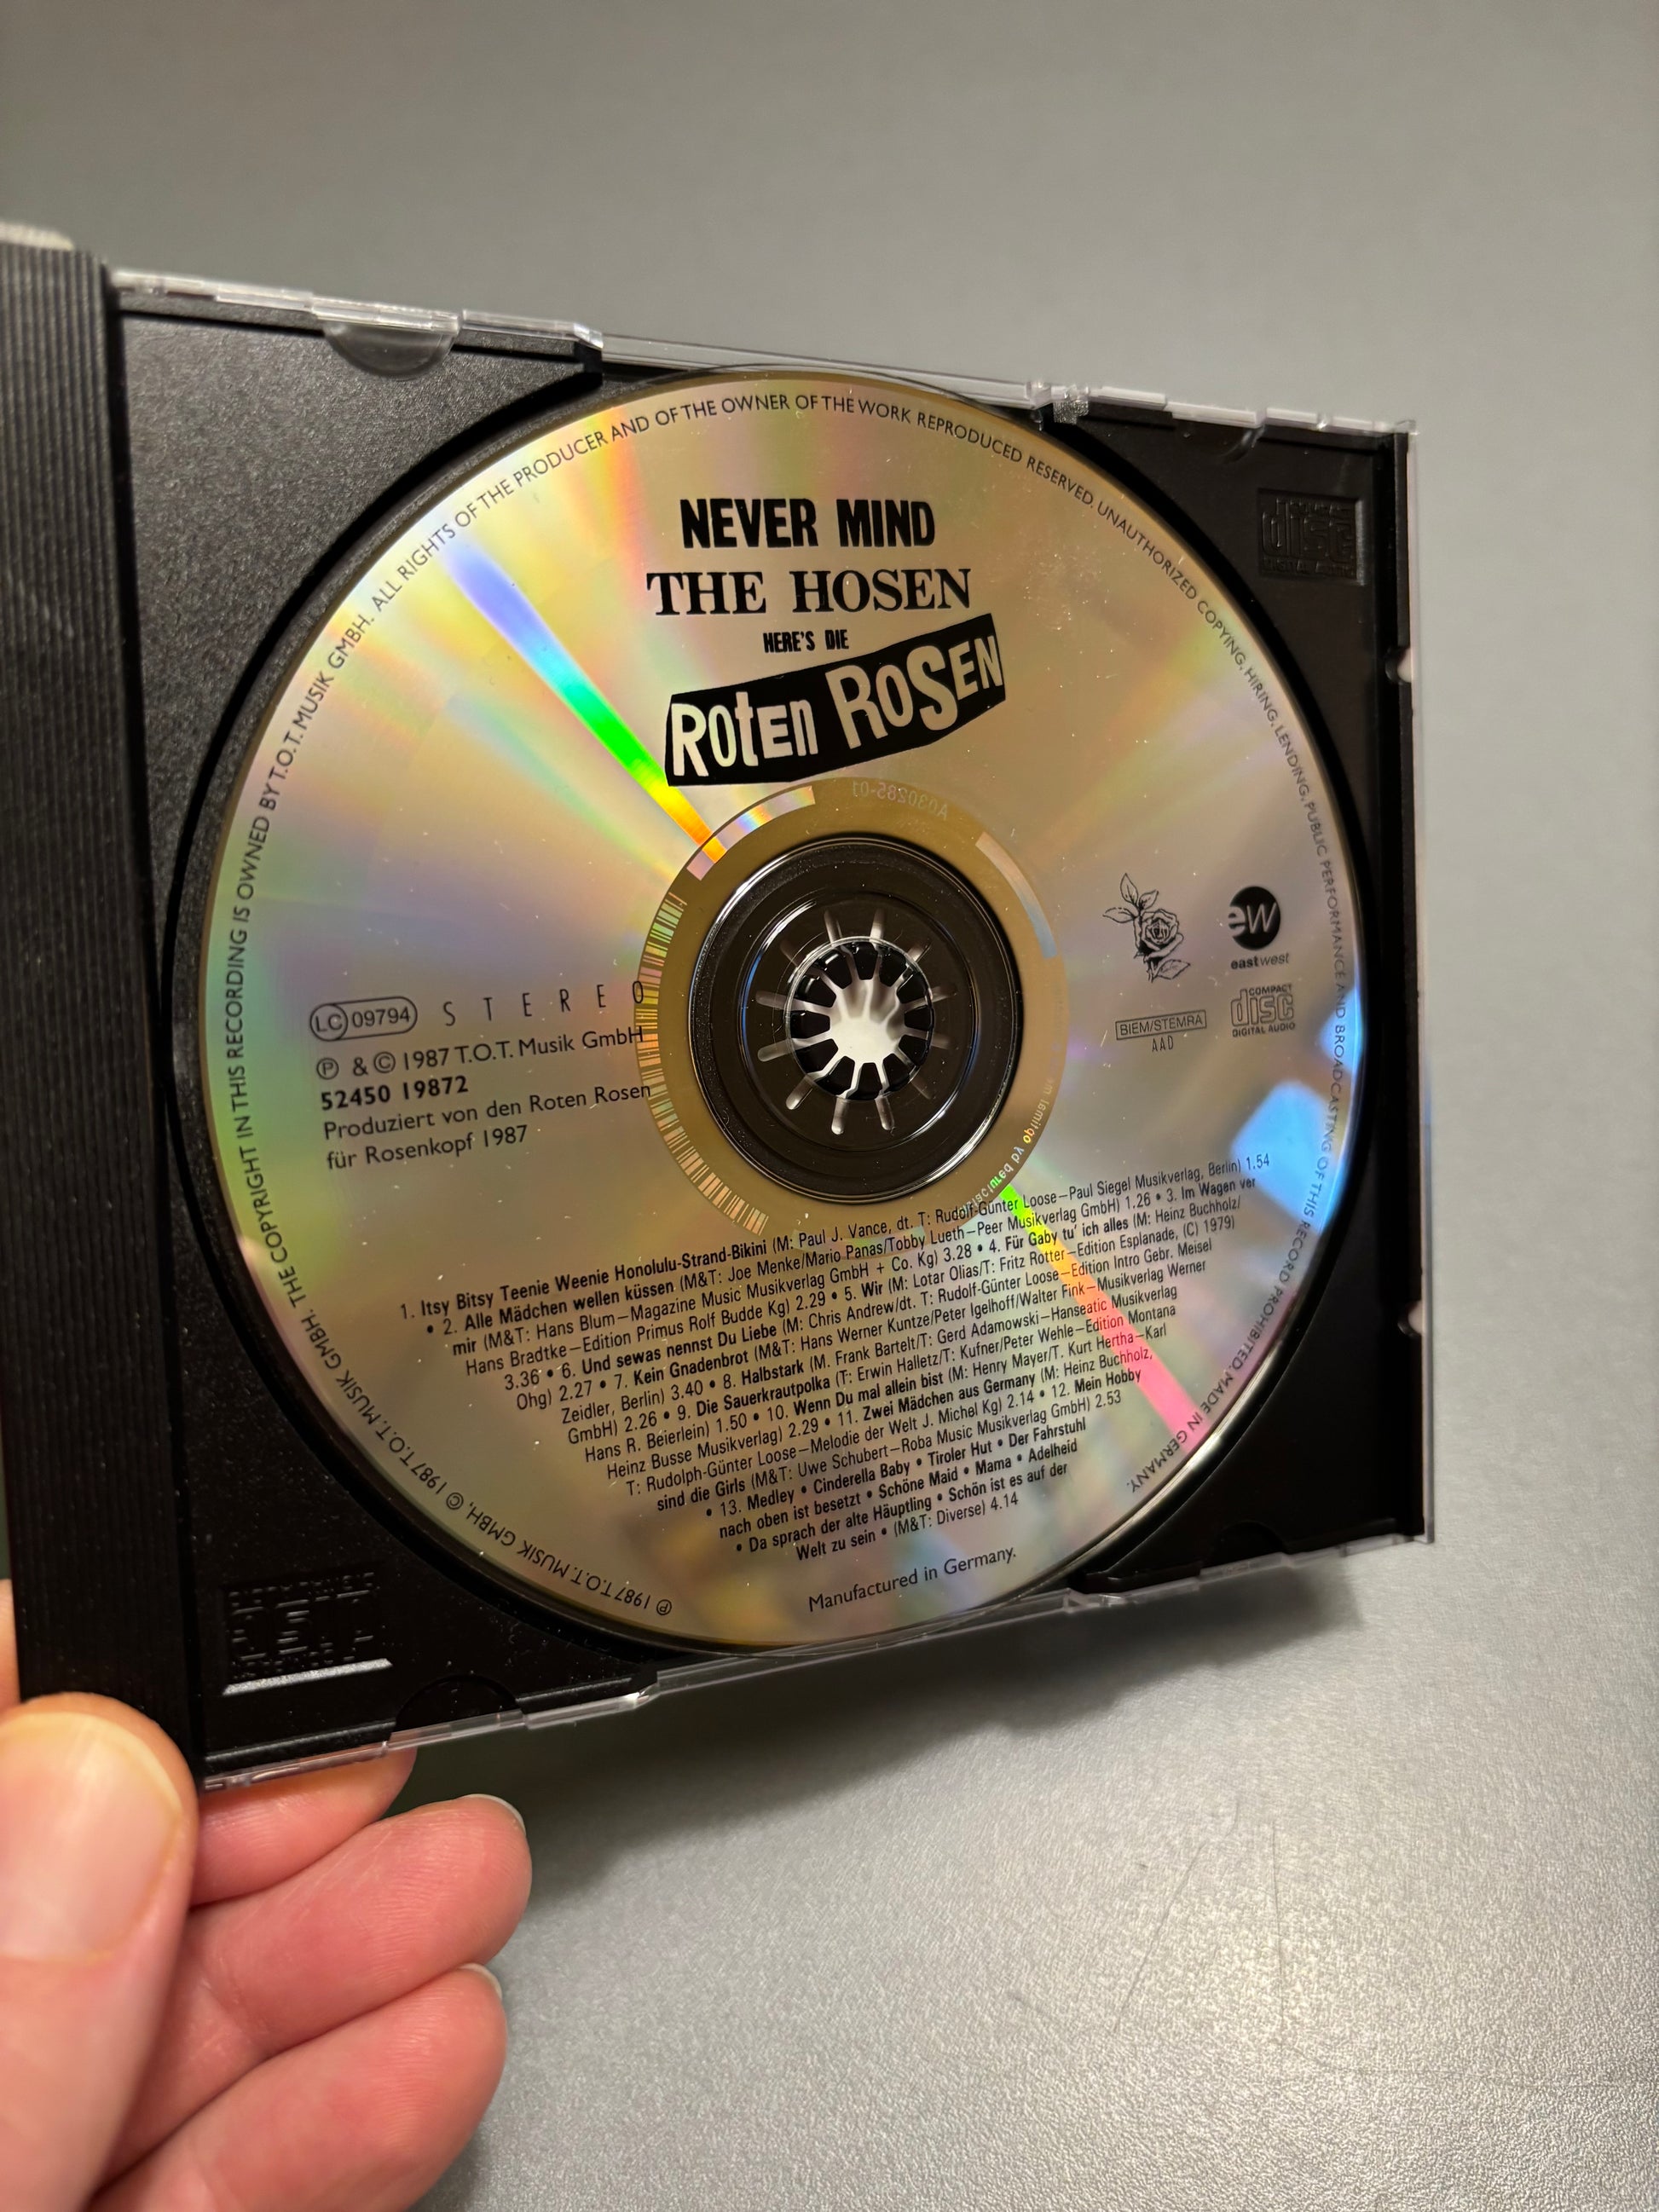 NEVER MIND
THE HOSEN
HERE'S DIE
ROtEn ROSEN
THE COPYRIGHT IN THIS RECORDING IS OWNED BY T.O.T. MUSIK GMBH. ALL RIGHTS OF THE PRODUCER AND OF THE OWNER OF THE WORK REPRODUCED RESERVED. UNAUTHORIZED COPYING, HIRING, LENDING, PUBLIC PERFORMANCE AND BROADCASTING OF THIS RECORD PROHIBITED. MADE IN GERMANY.
℗ 1987 T.O.T. MUSIK GMBH, © 1987 T.O.T. MUSIK GMBH.
A030285-01
LC 09794 STEREO
℗ & © 1987 T.O.T. Musik GmbH
52450 19872
Produziert von den Roten Rosen
für Rosenkopf 1987
ew
eastwest
BIEM/STEMRA
AAD
COMPACT
disc
DIGITAL AUDIO
1. Itsy Bitsy Teenie Weenie Honolulu-Strand-Bikini (M: Paul J. Vance, dt. T: Rudolf-Günter Loose–Paul Siegel Musikverlag, Berlin) 1.54
• 2. Alle Mädchen wellen küssen (M&T: Joe Menke/Mario Panas/Tobby Lueth–Peer Musikverlag GmbH) 1.26 • 3. Im Wagen vor
mir (M&T: Hans Blum–Magazine Music Musikverlag GmbH + Co. Kg) 3.28 • 4. Für Gaby tu' ich alles (M: Heinz Buchholz/
Hans Bradtke–Edition Primus Rolf Budde Kg) 2.29 • 5. Wir (M: Lotar Olias/T: Fritz Rotter–Edition Esplanade, (C) 1979)
3.36 • 6. Und sewas nennst Du Liebe (M: Chris Andrew/dt. T: Rudolf-Günter Loose–Edition Intro Gebr. Meisel
Ohg) 2.27 • 7. Kein Gnadenbrot (M&T: Hans Werner Kuntze/Peter Igelhoff/Walter Fink–Musikverlag Werner
Zeidler, Berlin) 3.40 • 8. Halbstark (M. Frank Bartelt/T: Gerd Adamowski–Hanseatic Musikverlag
GmbH) 2.26 • 9. Die Sauerkrautpolka (T: Erwin Halletz/T: Kufner/Peter Wehle–Edition Montana
Hans R. Beierlein) 1.50 • 10. Wenn Du mal allein bist (M: Henry Mayer/T. Kurt Hertha–Karl
Heinz Busse Musikverlag) 2.29 • 11. Zwei Mädchen aus Germany (M: Heinz Buchholz,
T: Rudolph-Günter Loose–Melodie der Welt J. Michel Kg) 2.14 • 12. Mein Hobby
sind die Girls (M&T: Uwe Schubert–Roba Music Musikverlag GmbH) 2.53
• 13. Medley • Cinderella Baby • Tiroler Hut • Der Fahrstuhl
nach oben ist besetzt • Schöne Maid • Mama • Adelheid
• Da sprach der alte Häuptling • Schön ist es auf der
Welt zu sein • (M&T: Diverse) 4.14
Manufactured in Germany.